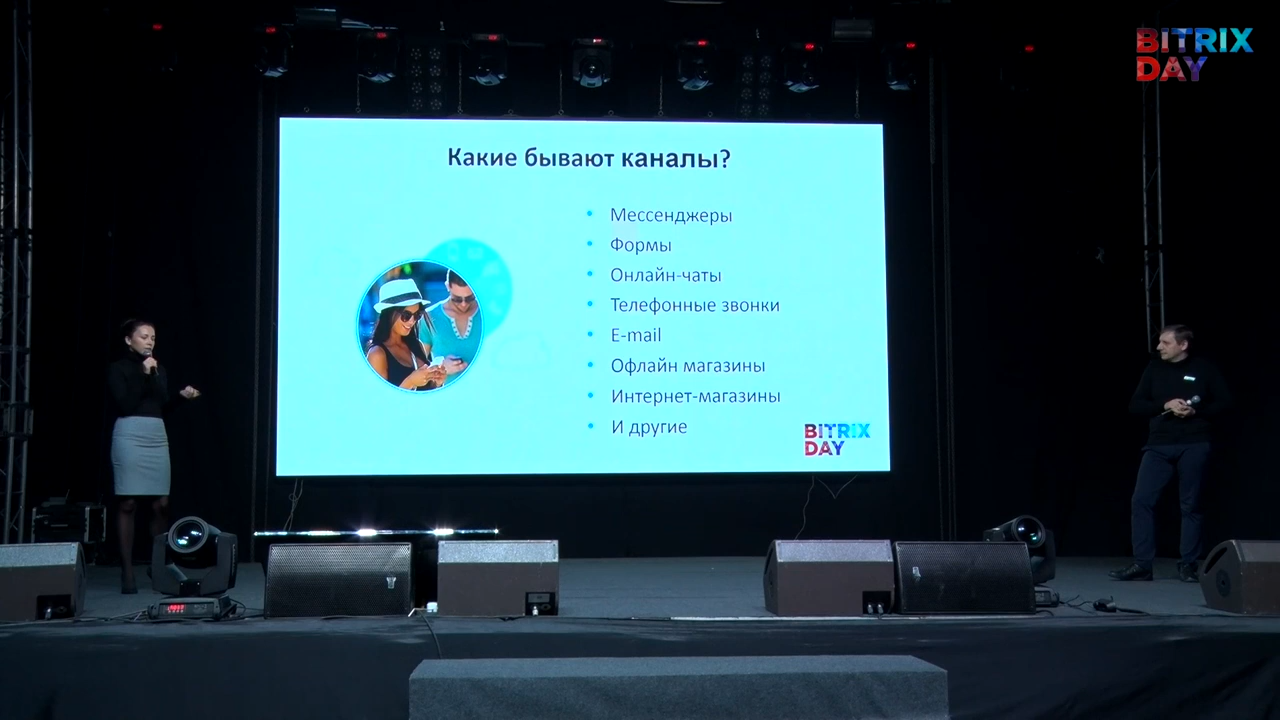 BITRIX
DAY
Какие бывают каналы?
• Мессенджеры
• Формы
• Онлайн-чаты
• Телефонные звонки
• E-mail
• Офлайн магазины
• Интернет-магазины
• И другие
BITRIX
DAY